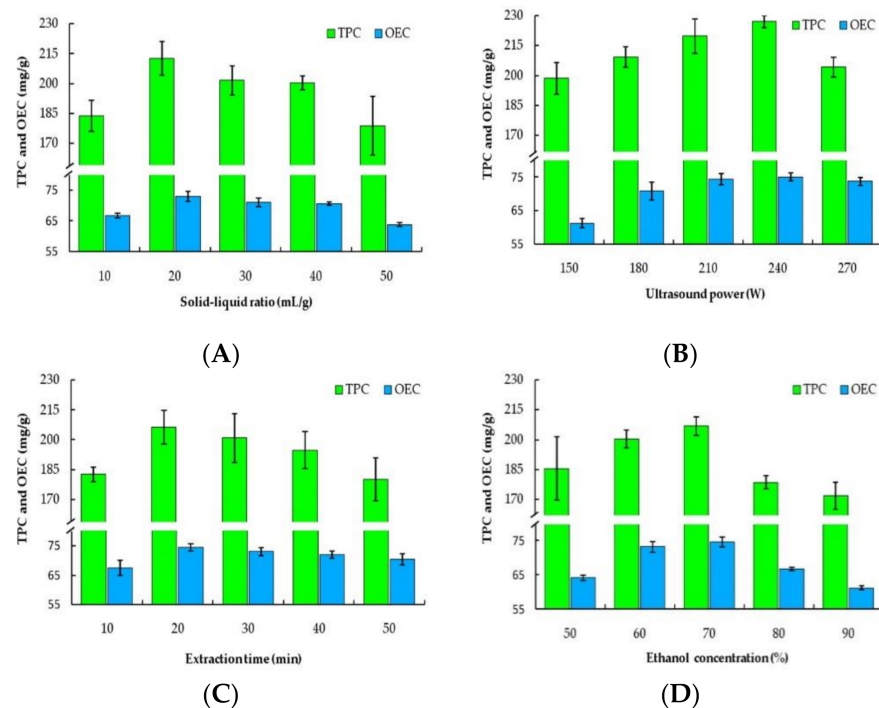 230
215
200
185
170
75
65
55
TPC and OEC (mg/g)
TPC OEC
10 20 30 40 50
Solid-liquid ratio (mL/g)
(A)
230
215
200
185
170
75
65
55
TPC and OEC (mg/g)
TPC OEC
150 180 210 240 270
Ultrasound power (W)
(B)
230
215
200
185
170
75
65
55
TPC and OEC (mg/g)
TPC OEC
10 20 30 40 50
Extraction time (min)
(C)
230
215
200
185
170
75
65
55
TPC and OEC (mg/g)
TPC OEC
50 60 70 80 90
Ethanol concentration (%)
(D)